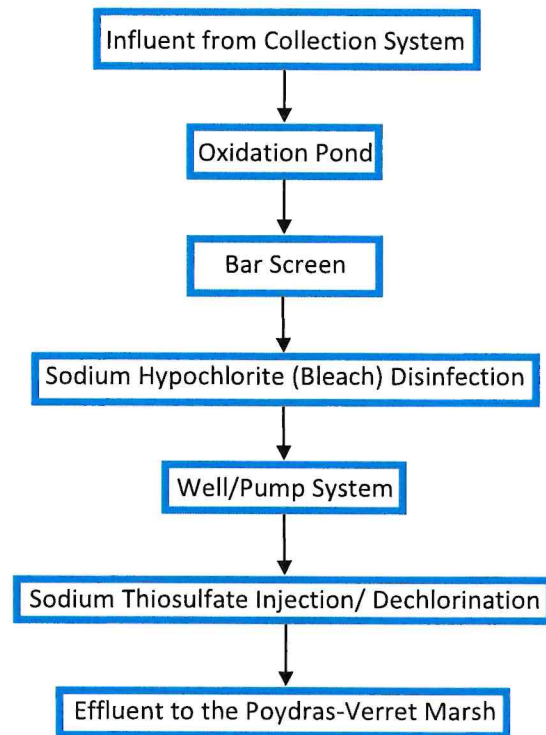 Influent from Collection System
Oxidation Pond
Bar Screen
Sodium Hypochlorite (Bleach) Disinfection
Well/Pump System
Sodium Thiosulfate Injection/ Dechlorination
Effluent to the Poydras-Verret Marsh